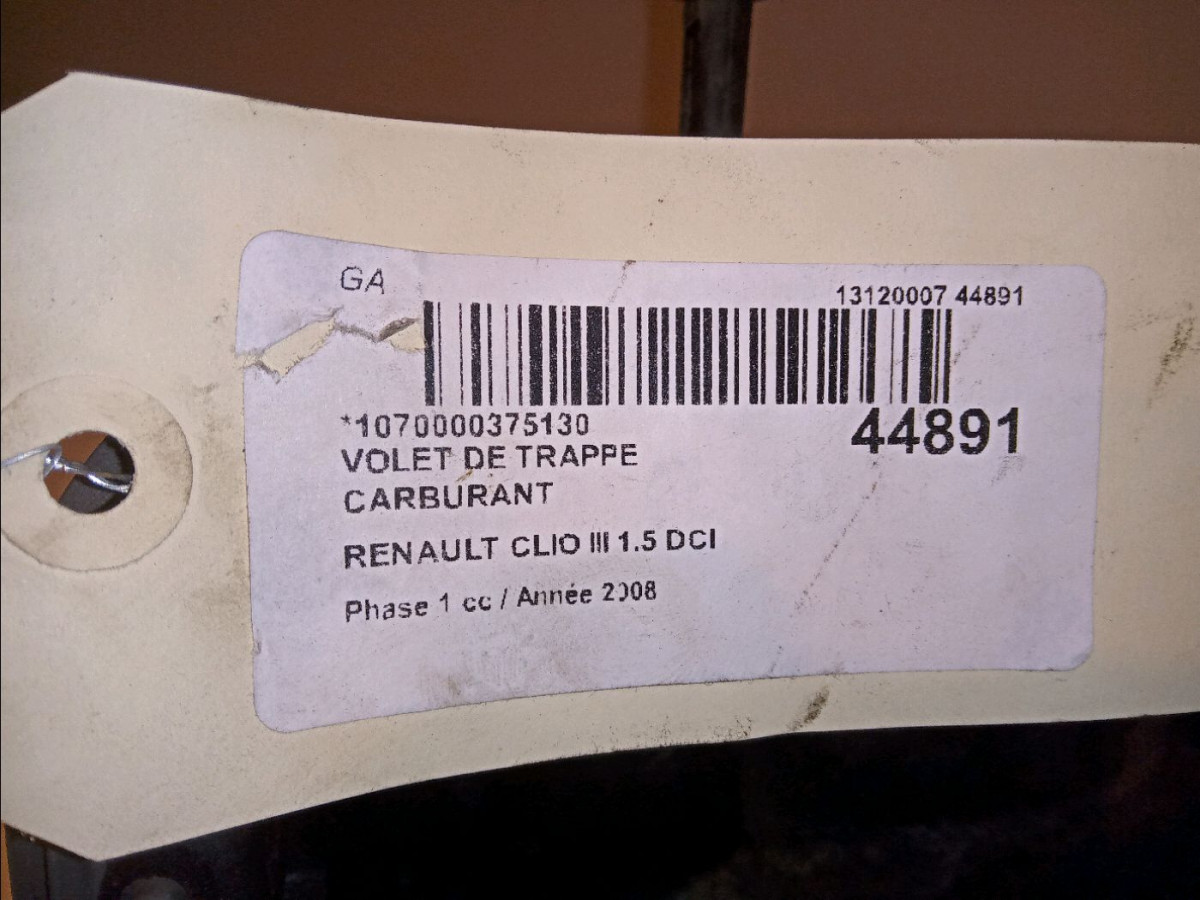 GA
13120007 44891
*1070000375130
44891
VOLET DE TRAPPE
CARBURANT
RENAULT CLIO III 1.5 DCI
Phase 1 cc / Année 2008